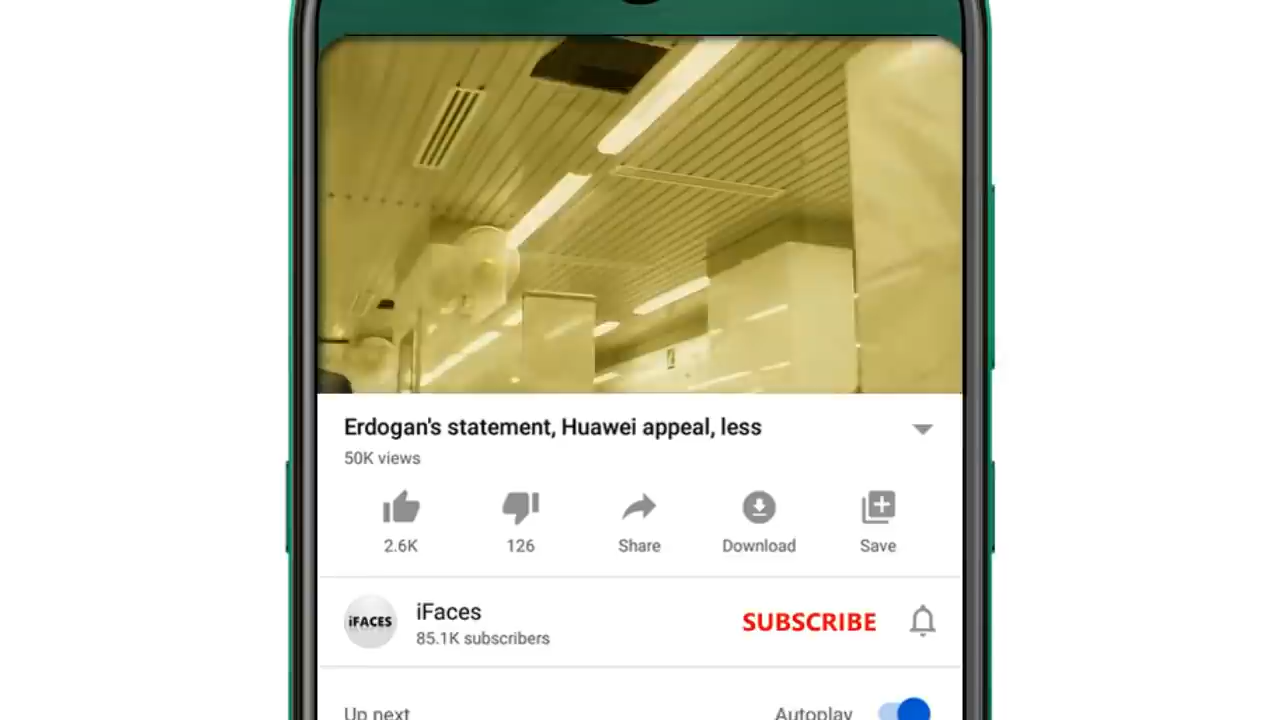 Erdogan's statement, Huawei appeal, less
50K views
2.6K
126
Share
Download
Save
iFACES
iFaces
85.1K subscribers
SUBSCRIBE
Up next
Autoplay